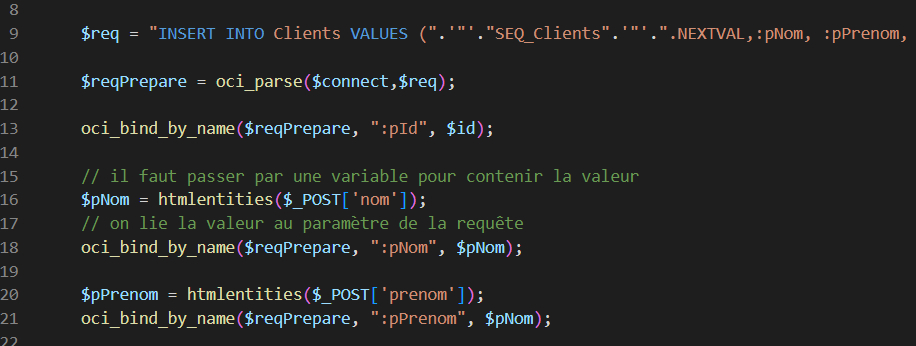 8
9 $req = "INSERT INTO Clients VALUES (".'"'."SEQ_Clients".'"'.".NEXTVAL,:pNom, :pPrenom,
10
11 $reqPrepare = oci_parse($connect,$req);
12
13 oci_bind_by_name($reqPrepare, ":pId", $id);
14
15 // il faut passer par une variable pour contenir la valeur
16 $pNom = htmlentities($_POST['nom']);
17 // on lie la valeur au paramètre de la requête
18 oci_bind_by_name($reqPrepare, ":pNom", $pNom);
19
20 $pPrenom = htmlentities($_POST['prenom']);
21 oci_bind_by_name($reqPrepare, ":pPrenom", $pNom);
22